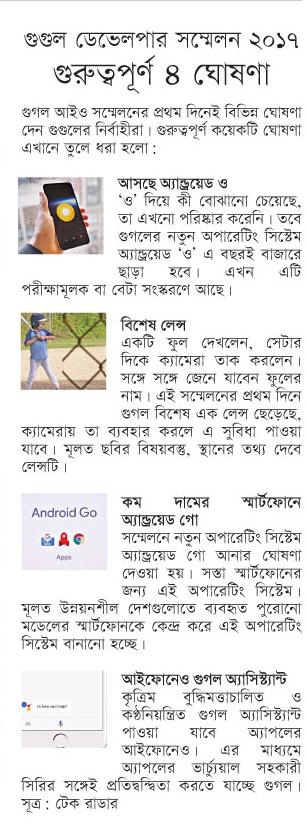 গুগুল ডেভেলপার সম্মেলন ২০১৭
গুরুত্বপূর্ণ ৪ ঘোষণা
গুগল আইও সম্মেলনের প্রথম দিনেই বিভিন্ন ঘোষণা
দেন গুগলের নির্বাহীরা। গুরুত্বপূর্ণ কয়েকটি ঘোষণা
এখানে তুলে ধরা হলো :
আসছে অ্যান্ড্রয়েড ও
‘ও’ দিয়ে কী বোঝানো চেয়েছে,
তা এখনো পরিষ্কার করেনি। তবে
গুগলের নতুন অপারেটিং সিস্টেম
অ্যান্ড্রয়েড ‘ও’ এ বছরই বাজারে
ছাড়া হবে। এখন এটি
পরীক্ষামূলক বা বেটা সংস্করণে আছে।
বিশেষ লেন্স
একটি ফুল দেখলেন, সেটার
দিকে ক্যামেরা তাক করলেন।
সঙ্গে সঙ্গে জেনে যাবেন ফুলের
নাম। এই সম্মেলনের প্রথম দিনে
গুগল বিশেষ এক লেন্স ছেড়েছে,
ক্যামেরায় তা ব্যবহার করলে এ সুবিধা পাওয়া
যাবে। মূলত ছবির বিষয়বস্তু, স্থানের তথ্য দেবে
লেন্সটি।
Android Go
Apps
কম দামের স্মার্টফোনে
অ্যান্ড্রয়েড গো
সম্মেলনে নতুন অপারেটিং সিস্টেম
অ্যান্ড্রয়েড গো আনার ঘোষণা
দেওয়া হয়। সস্তা স্মার্টফোনের
জন্য এই অপারেটিং সিস্টেম।
মূলত উন্নয়নশীল দেশগুলোতে ব্যবহৃত পুরোনো
মডেলের স্মার্টফোনকে কেন্দ্র করে এই অপারেটিং
সিস্টেম বানানো হচ্ছে।
আইফোনেও গুগল অ্যাসিস্ট্যান্ট
কৃত্রিম বুদ্ধিমত্তাচালিত ও
কণ্ঠনিয়ন্ত্রিত গুগল অ্যাসিস্ট্যান্ট
পাওয়া যাবে অ্যাপলের
আইফোনেও। এর মাধ্যমে
অ্যাপলের ভার্চ্যুয়াল সহকারী
সিরির সঙ্গেই প্রতিদ্বন্দ্বিতা করতে যাচ্ছে গুগল।
সূত্র : টেক রাডার